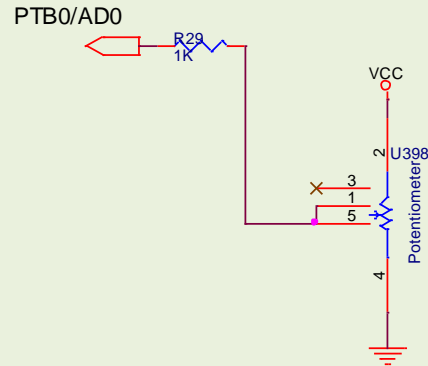 PTB0/AD0
R29
1K
VCC
2
U398
3
1
5
Potentiometer
4